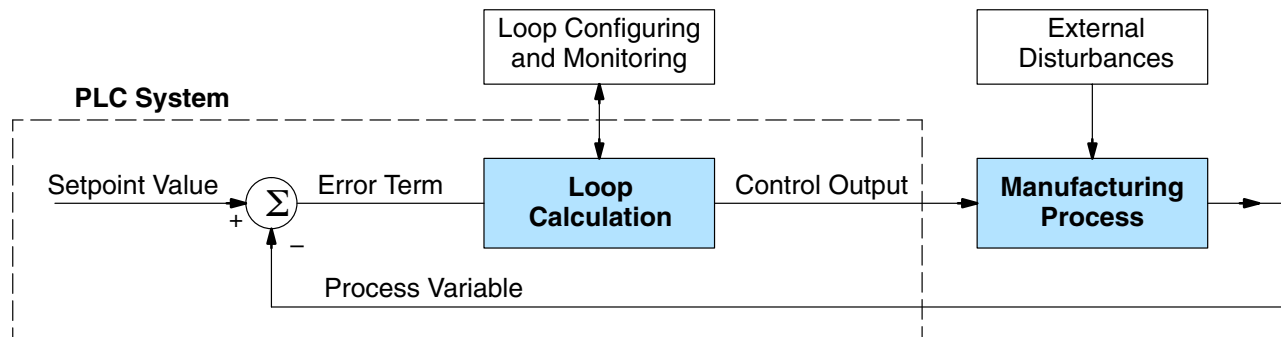 Loop Configuring
and Monitoring
External
Disturbances
PLC System
Setpoint Value
+
Σ
−
Error Term
Loop
Calculation
Control Output
Manufacturing
Process
Process Variable